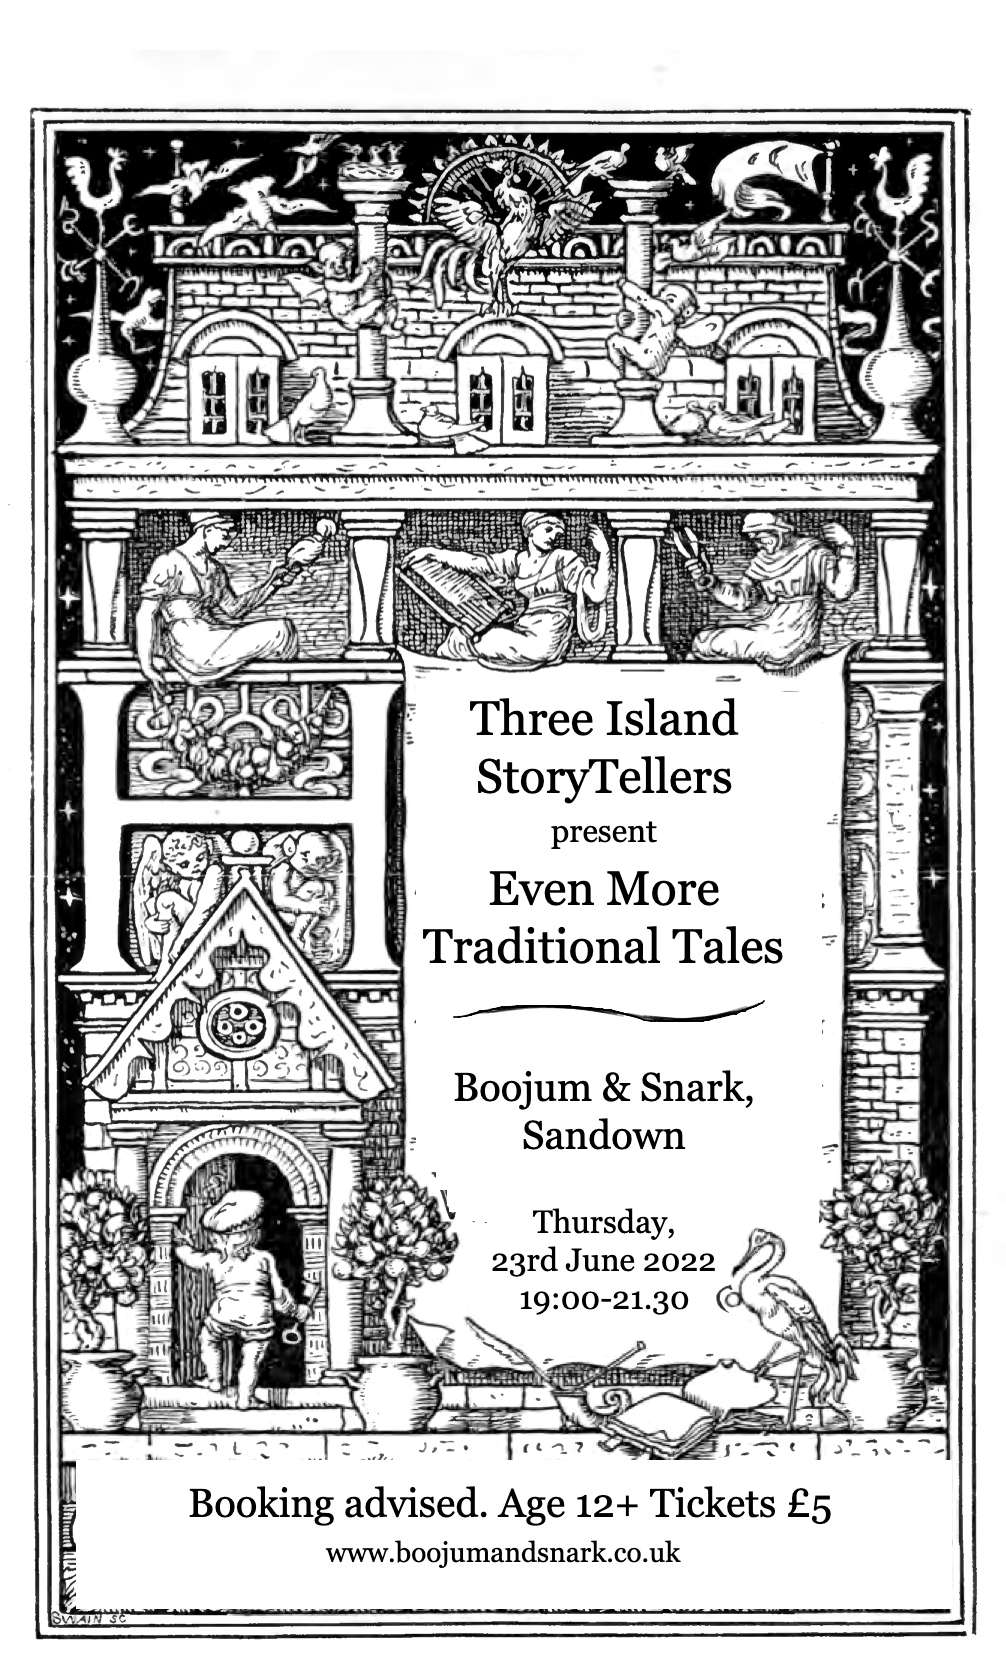 Three Island
StoryTellers
present
Even More
Traditional Tales
Boojum & Snark,
Sandown
Thursday,
23rd June 2022
19:00-21.30
Booking advised. Age 12+ Tickets £5
www.boojumandsnark.co.uk
SWAIN SC